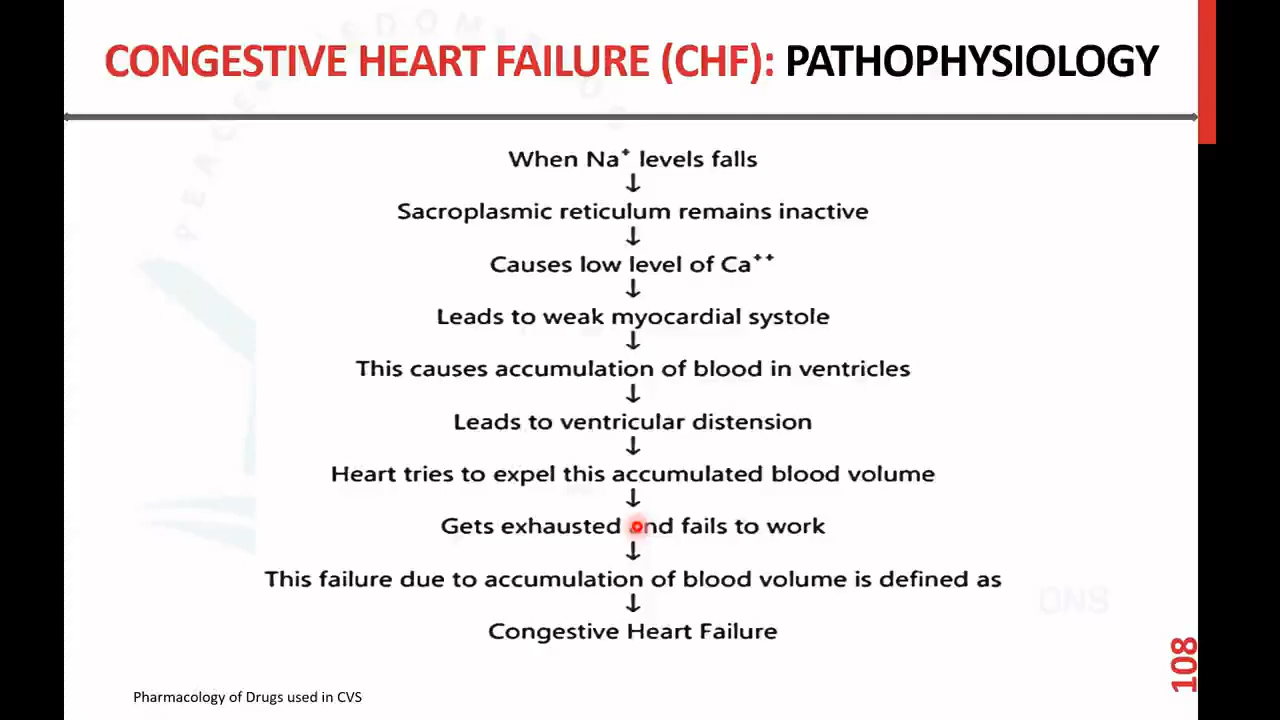 CONGESTIVE HEART FAILURE (CHF): PATHOPHYSIOLOGY
When Na⁺ levels falls
↓
Sacroplasmic reticulum remains inactive
↓
Causes low level of Ca⁺⁺
↓
Leads to weak myocardial systole
↓
This causes accumulation of blood in ventricles
↓
Leads to ventricular distension
↓
Heart tries to expel this accumulated blood volume
↓
Gets exhausted and fails to work
↓
This failure due to accumulation of blood volume is defined as
↓
Congestive Heart Failure
108
Pharmacology of Drugs used in CVS